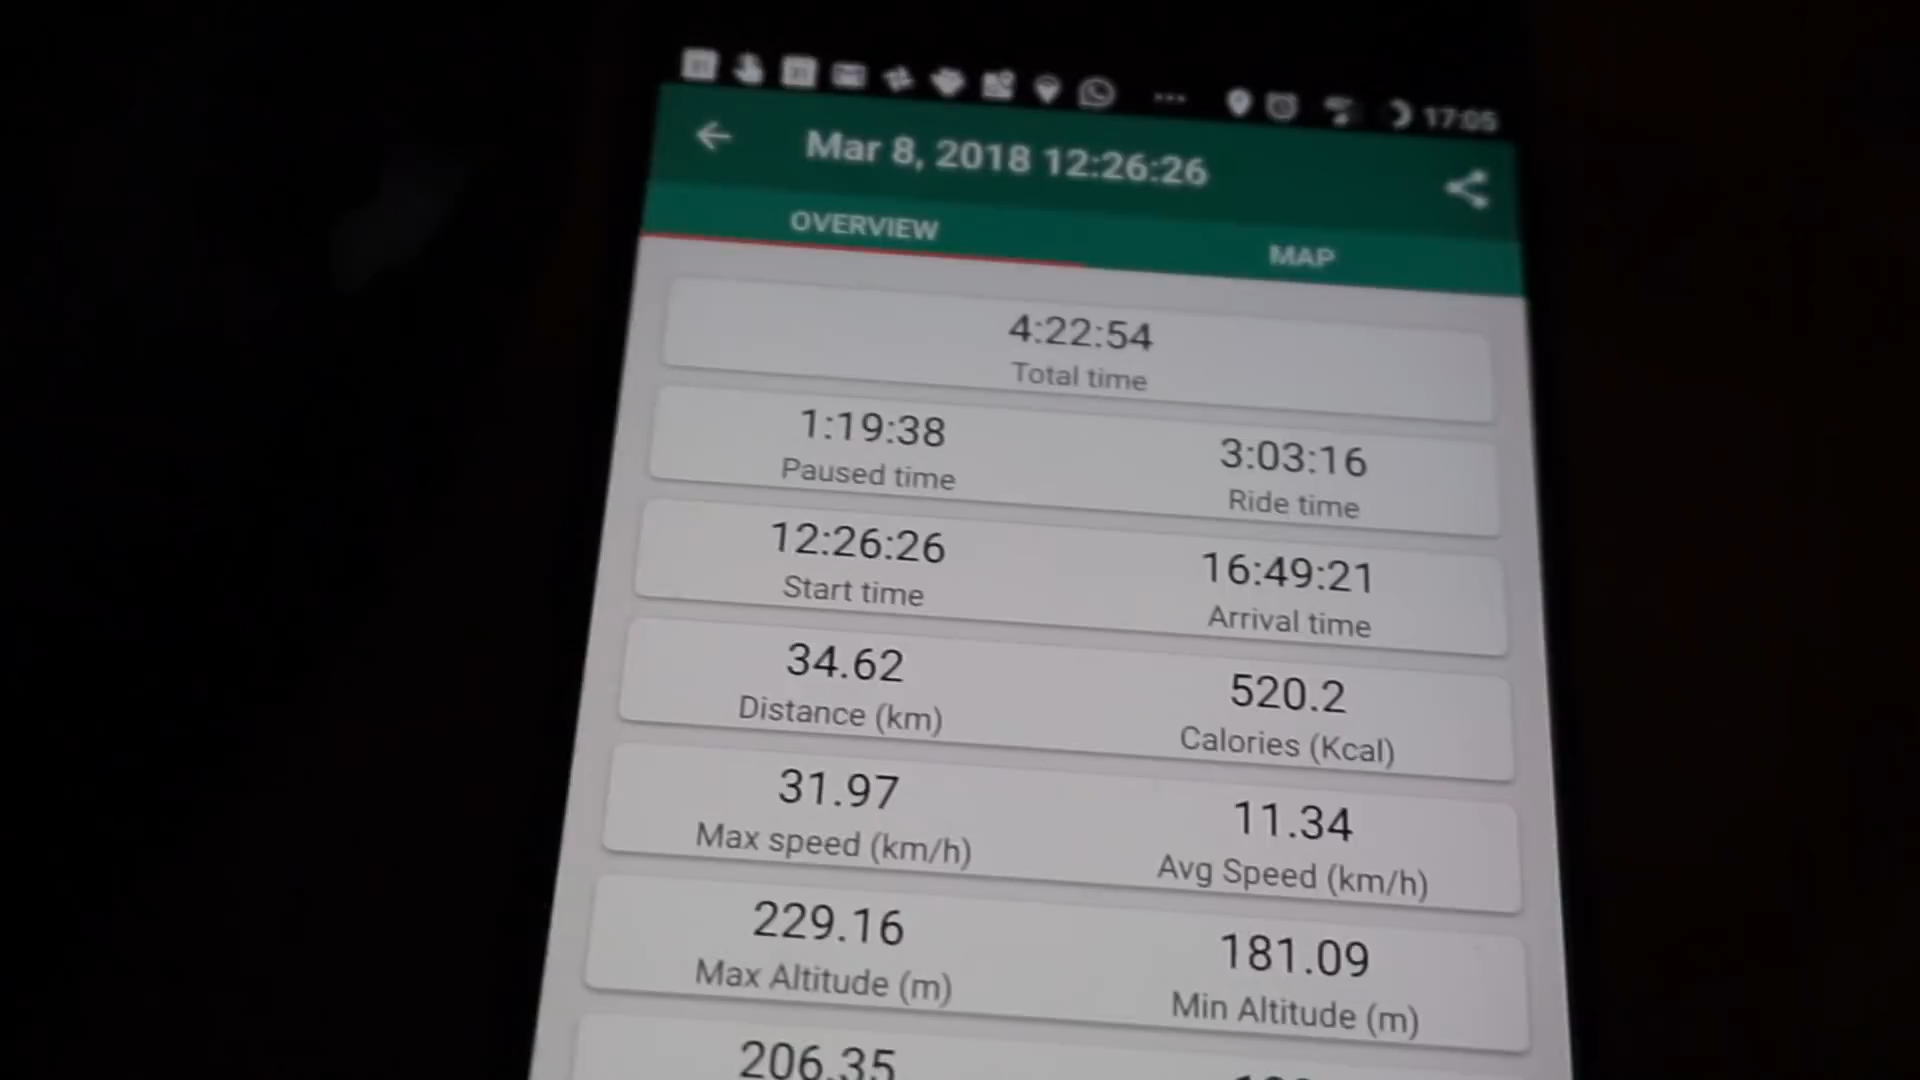 17:05
Mar 8, 2018 12:26:26
OVERVIEW
MAP
4:22:54
Total time
1:19:38
Paused time
3:03:16
Ride time
12:26:26
Start time
16:49:21
Arrival time
34.62
Distance (km)
520.2
Calories (Kcal)
31.97
Max speed (km/h)
11.34
Avg Speed (km/h)
229.16
Max Altitude (m)
181.09
Min Altitude (m)
206.35